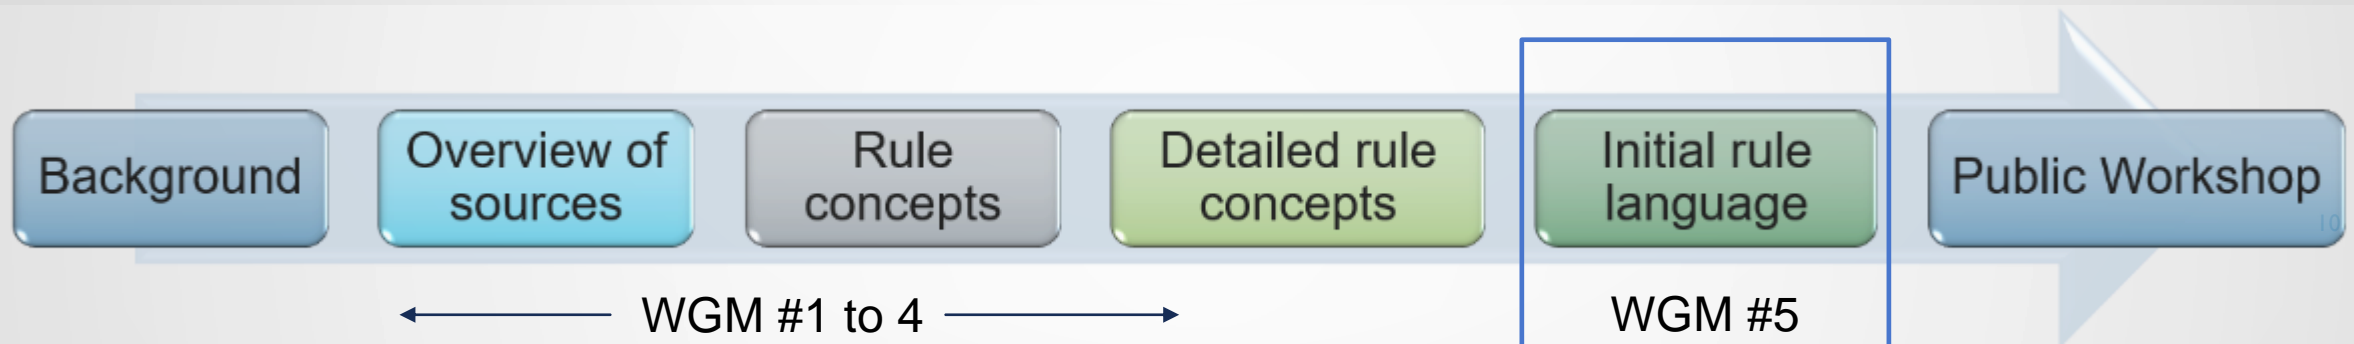 Background
Overview of
sources
Rule
concepts
Detailed rule
concepts
Initial rule
language
Public Workshop
10
WGM #1 to 4
WGM #5